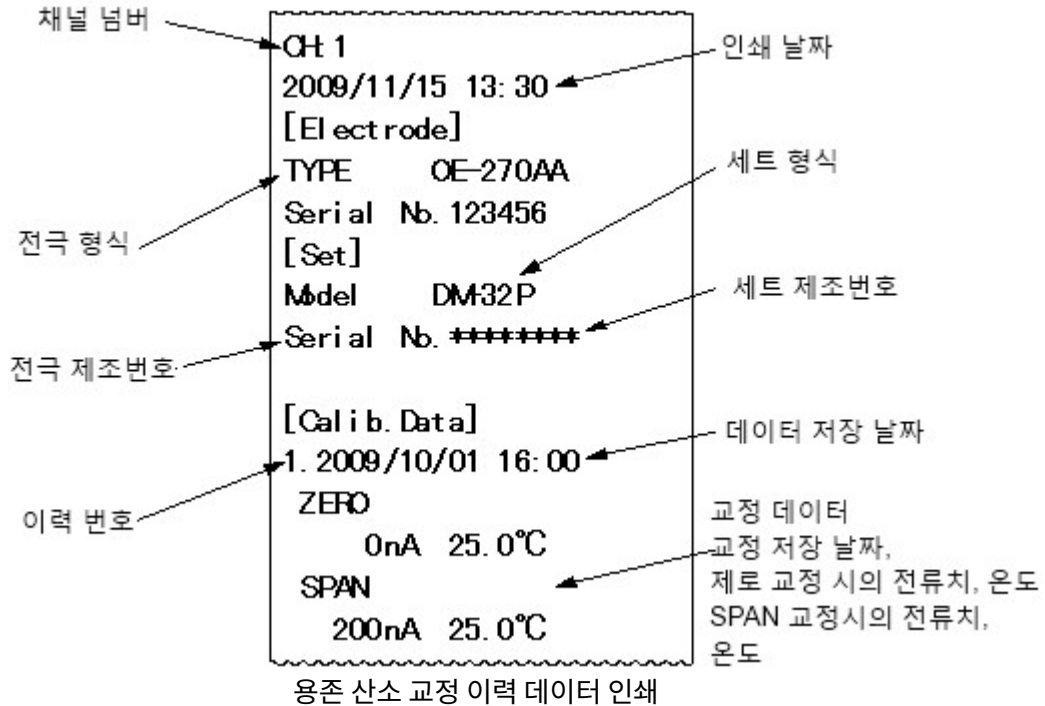 채널 넘버
CH:1
인쇄 날짜
2009/11/15 13:30
[Electrode]
TYPE OE-270AA
세트 형식
Serial No.123456
전극 형식
[Set]
Model DM-32P
세트 제조번호
Serial No.********
전극 제조번호
[Calib.Data]
데이터 저장 날짜
1.2009/10/01 16:00
이력 번호
ZERO
0nA 25.0℃
SPAN
200nA 25.0℃
교정 데이터
교정 저장 날짜,
제로 교정 시의 전류치, 온도
SPAN 교정시의 전류치,
온도
용존 산소 교정 이력 데이터 인쇄